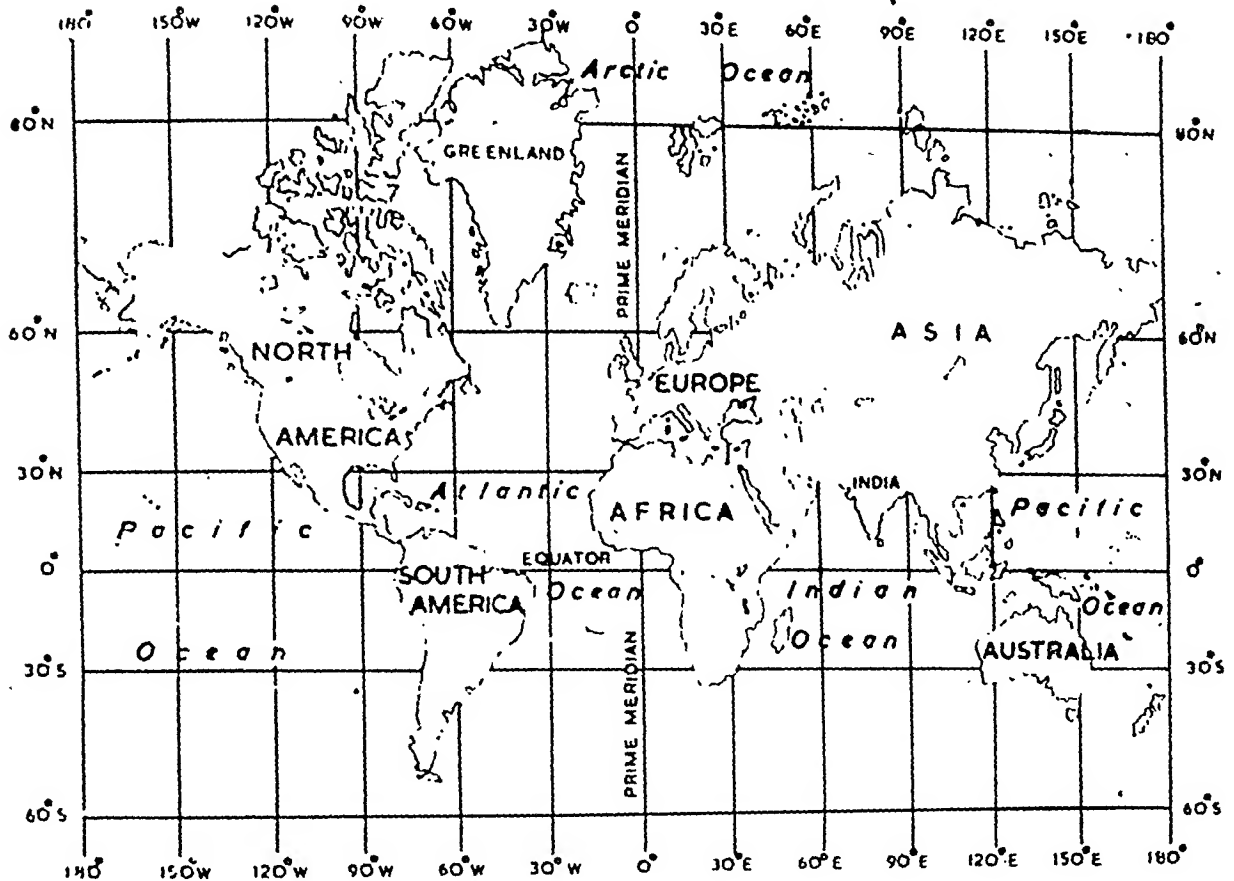 180° 150°W 120°W 90°W 60°W 30°W 0° 30°E 60°E 90°E 120°E 150°E 180°
Arctic Ocean
80°N 80°N
GREENLAND
PRIME MERIDIAN
60°N 60°N
ASIA
NORTH
EUROPE
AMERICA
30°N 30°N
INDIA
Atlantic
AFRICA
Pacific Pacific
EQUATOR
0° 0°
SOUTH
Ocean Indian
AMERICA
Ocean
Ocean Ocean
AUSTRALIA
30°S 30°S
PRIME MERIDIAN
60°S 60°S
180° 150°W 120°W 90°W 60°W 30°W 0° 30°E 60°E 90°E 120°E 150°E 180°